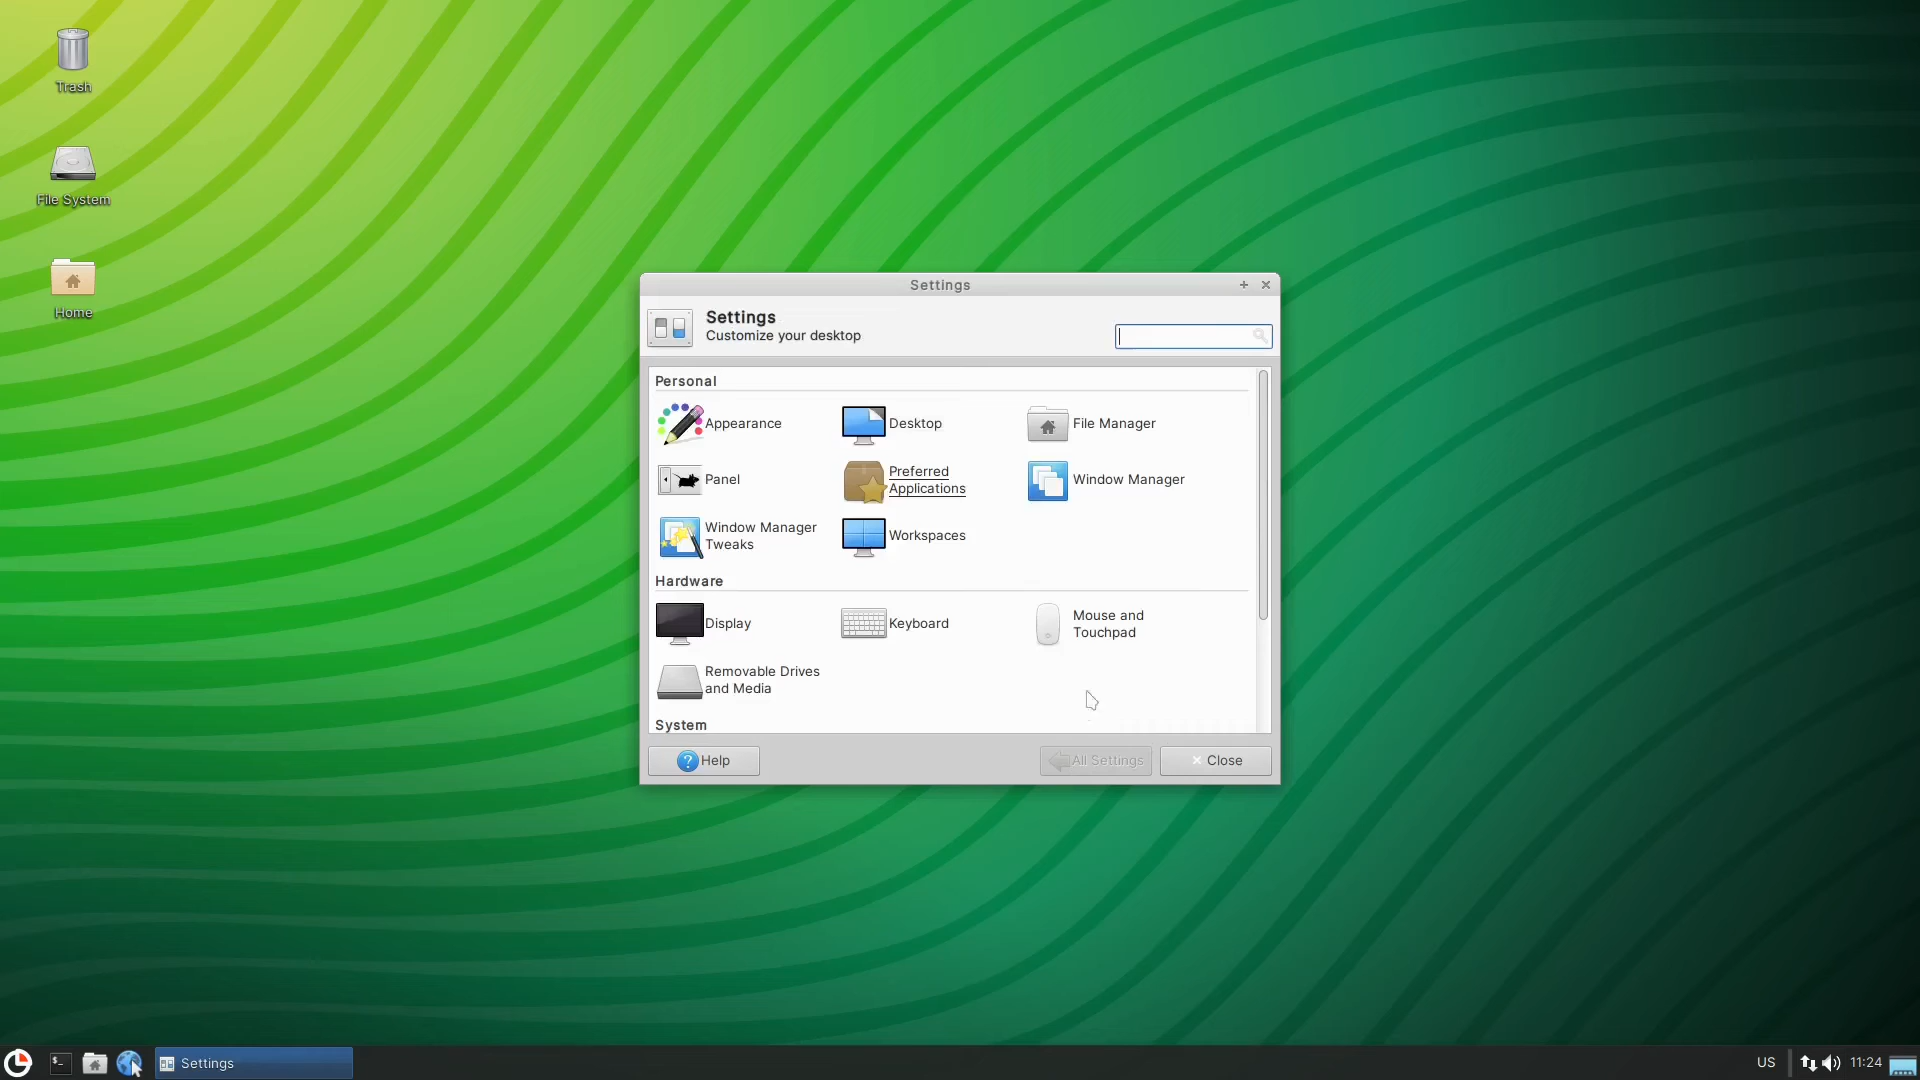 Trash
File System
Home
Settings
Settings
Customize your desktop
Personal
Appearance
Desktop
File Manager
Panel
Preferred
Applications
Window Manager
Window Manager
Tweaks
Workspaces
Hardware
Display
Keyboard
Mouse and
Touchpad
Removable Drives
and Media
System
Help
All Settings
Close
Settings
US
11:24